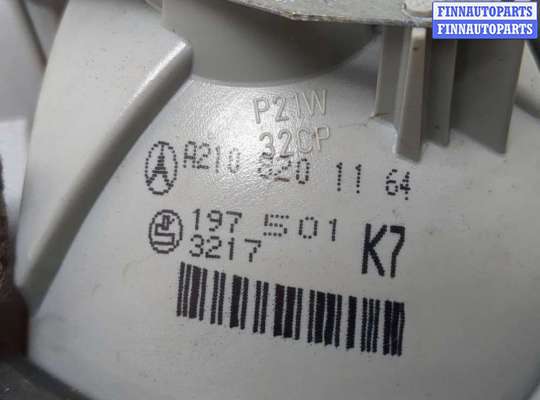 FINNAUTOPARTS
FINNAUTOPARTS
P21W
32CP
A210 820 11 64
197 501
3217
K7